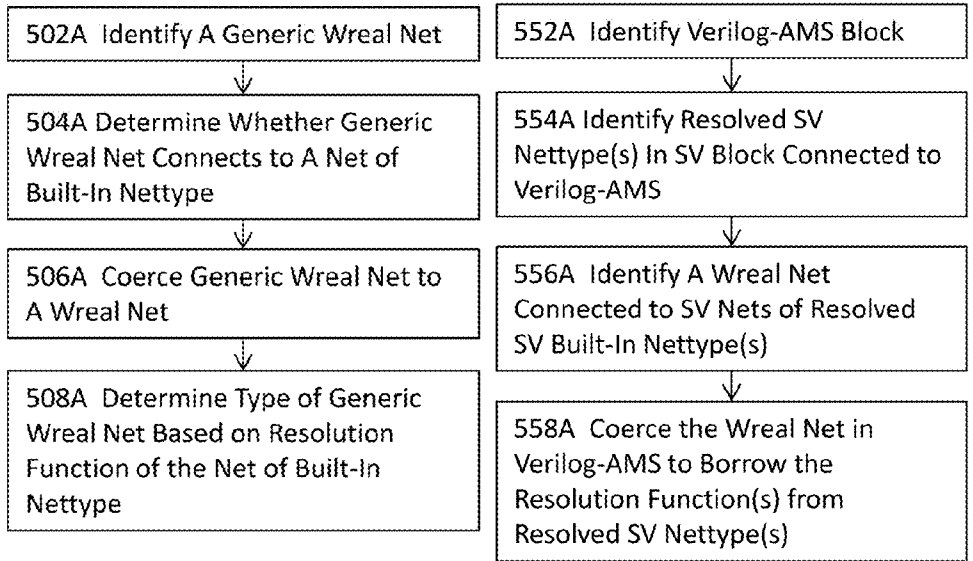 502A Identify A Generic Wreal Net
504A Determine Whether Generic
Wreal Net Connects to A Net of
Built-In Nettype
506A Coerce Generic Wreal Net to
A Wreal Net
508A Determine Type of Generic
Wreal Net Based on Resolution
Function of the Net of Built-In
Nettype
552A Identify Verilog-AMS Block
554A Identify Resolved SV
Nettype(s) In SV Block Connected to
Verilog-AMS
556A Identify A Wreal Net
Connected to SV Nets of Resolved
SV Built-In Nettype(s)
558A Coerce the Wreal Net in
Verilog-AMS to Borrow the
Resolution Function(s) from
Resolved SV Nettype(s)